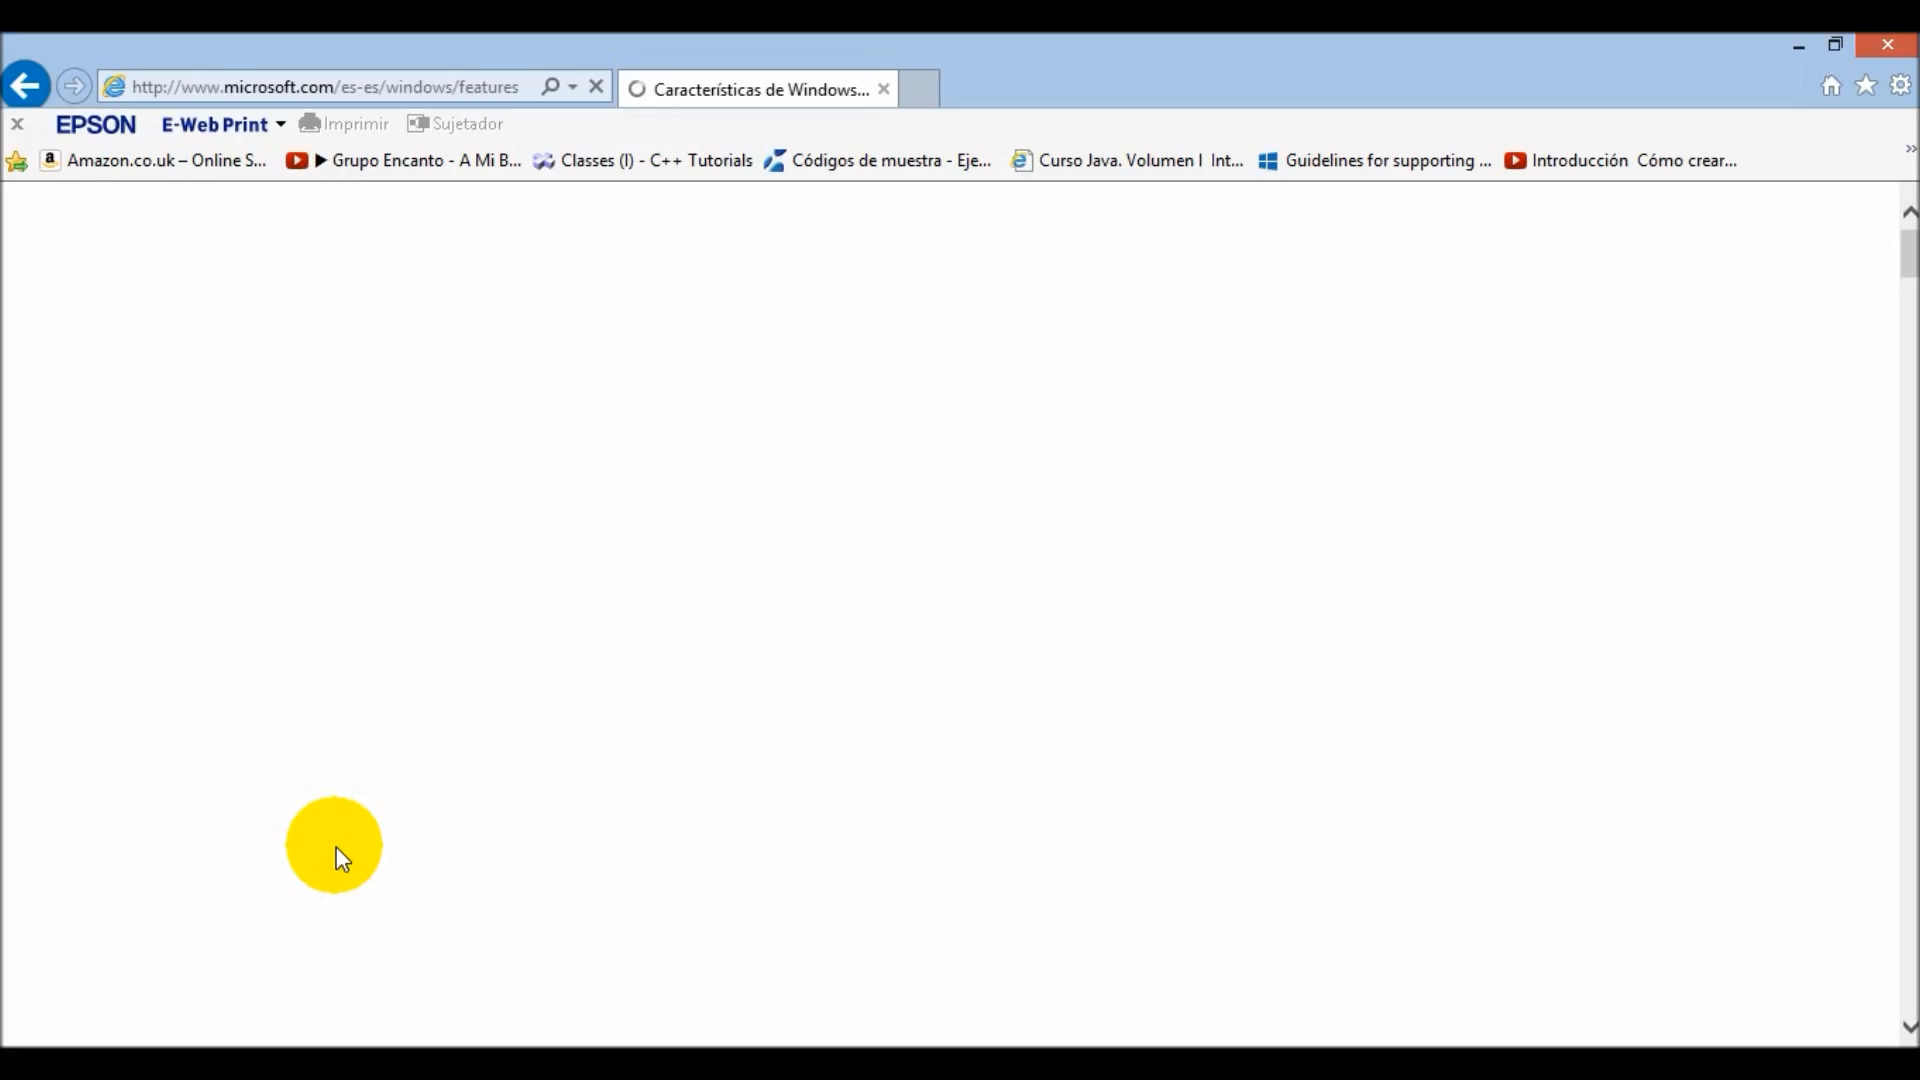 http://www.microsoft.com/es-es/windows/features
Características de Windows...
EPSON E-Web Print Imprimir Sujetador
Amazon.co.uk – Online S... ▶ Grupo Encanto - A Mi B... Classes (I) - C++ Tutorials Códigos de muestra - Eje... Curso Java. Volumen I Int... Guidelines for supporting ... Introducción Cómo crear...